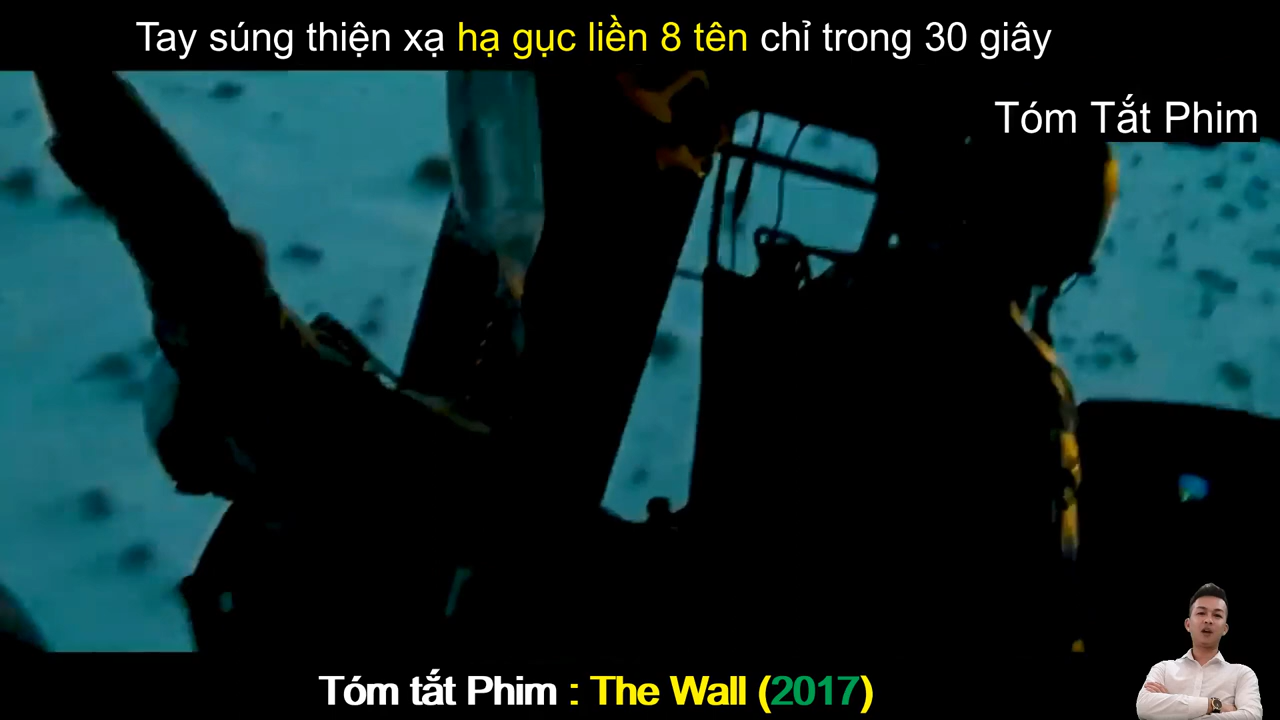 Tay súng thiện xạ hạ gục liền 8 tên chỉ trong 30 giây
Tóm Tắt Phim
Tóm tắt Phim : The Wall (2017)